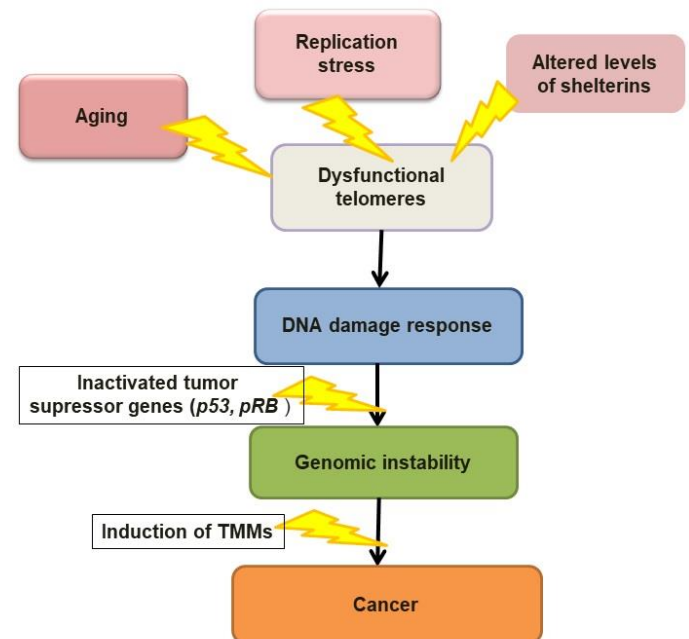 Replication
stress
Altered levels
of shelterins
Aging
Dysfunctional
telomeres
DNA damage response
Inactivated tumor
supressor genes (p53, pRB )
Genomic instability
Induction of TMMs
Cancer